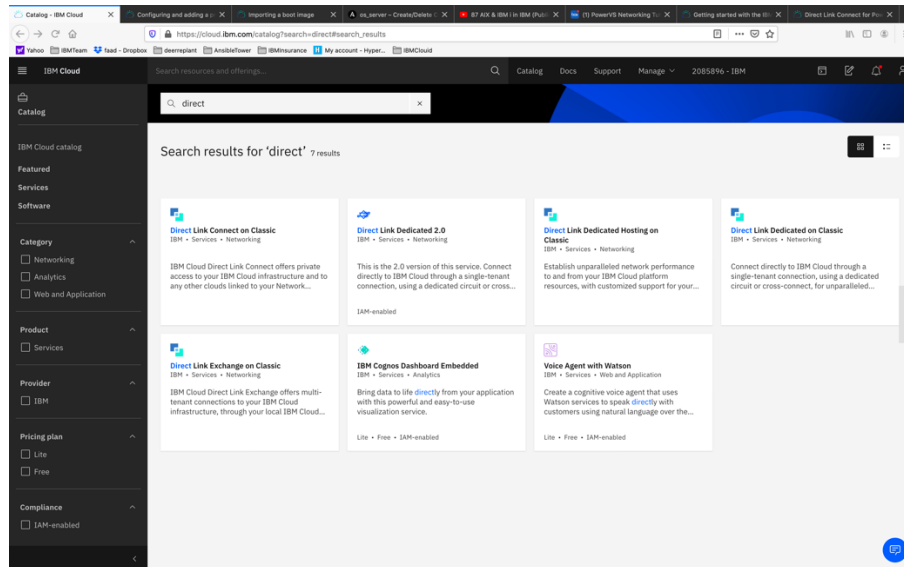 Catalog - IBM Cloud
Configuring and adding a p
Importing a boot image
os_server – Create/Delete C
67 AIX & IBM i in IBM (Publ
(1) PowerVS Networking Tu
Getting started with the IB
Direct Link Connect for Po
https://cloud.ibm.com/catalog?search=direct#search_results
Yahoo
IBMTeam
faad - Dropbox
deerreplant
AnsibleTower
IBMinsurance
My account - Hyper...
IBMClouid
IBM Cloud
Search resources and offerings...
Catalog
Docs
Support
Manage
2085896 - IBM
Catalog
direct
IBM Cloud catalog
Featured
Services
Software
Category
Networking
Analytics
Web and Application
Product
Services
Provider
IBM
Pricing plan
Lite
Free
Compliance
IAM-enabled
Search results for ‘direct’ 7 results
Direct Link Connect on Classic
IBM • Services • Networking
IBM Cloud Direct Link Connect offers private
access to your IBM Cloud infrastructure and to
any other clouds linked to your Network...
Direct Link Dedicated 2.0
IBM • Services • Networking
This is the 2.0 version of this service. Connect
directly to IBM Cloud through a single-tenant
connection, using a dedicated circuit or cross...
IAM-enabled
Direct Link Dedicated Hosting on
Classic
IBM • Services • Networking
Establish unparalleled network performance
to and from your IBM Cloud platform
resources, with customized support for your...
Direct Link Dedicated on Classic
IBM • Services • Networking
Connect directly to IBM Cloud through a
single-tenant connection, using a dedicated
circuit or cross-connect, for unparalleled...
Direct Link Exchange on Classic
IBM • Services • Networking
IBM Cloud Direct Link Exchange offers multi-
tenant connections to your IBM Cloud
infrastructure, through your local IBM Cloud...
IBM Cognos Dashboard Embedded
IBM • Services • Analytics
Bring data to life directly from your application
with this powerful and easy-to-use
visualization service.
Lite • Free • IAM-enabled
Voice Agent with Watson
IBM • Services • Web and Application
Create a cognitive voice agent that uses
Watson services to speak directly with
customers using natural language over the...
Lite • Free • IAM-enabled